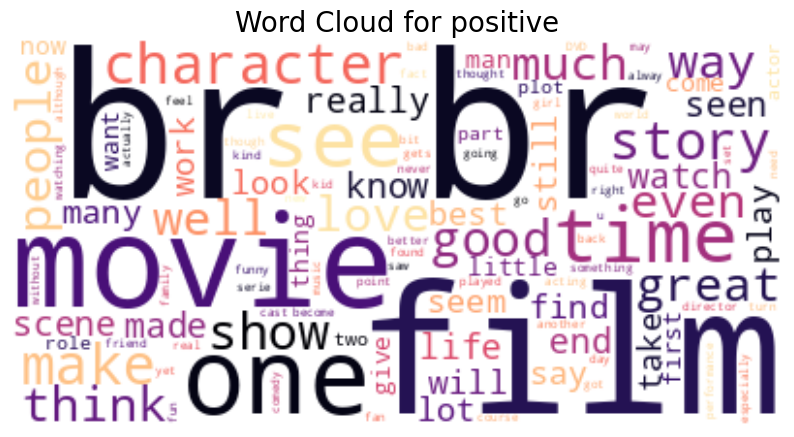 Word Cloud for positive
now
bad
DVD
may
people
although
br br
character
fact
man
much
way
thought
alway
come
actor
feel
really
plot
seen
want
actually
work
live
see
girl
world
though
bit
part
story
kind
gets
going
still
quite
set
need
watching
look
kid
never
know
right
watch
many
well
love
best
go
u
even
play
movie
thing
better
good
time
back
found
saw
without
family
funny
serie
music
point
little
something
great
played
acting
seem
find
director
turn
scene
made
cast
become
show
two
film
another
end
take
first
role
friend
real
one
give
life
day
make
yet
comedy
will
say
got
performance
especially
think
fun
fan
lot
course